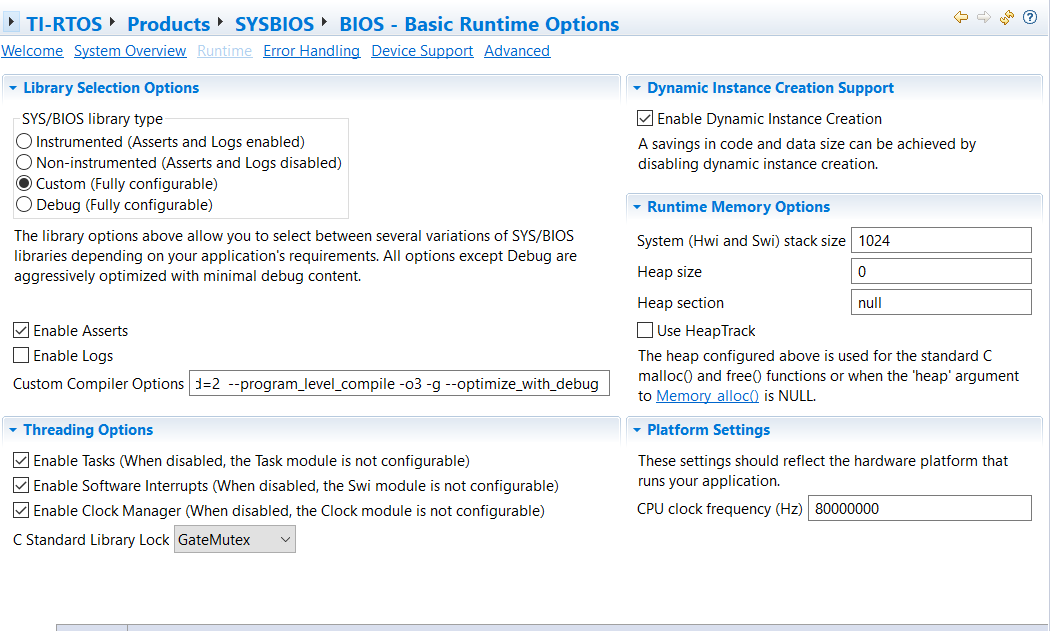 TI-RTOS Products SYSBIOS BIOS - Basic Runtime Options
Welcome System Overview Runtime Error Handling Device Support Advanced
Library Selection Options
SYS/BIOS library type
Instrumented (Asserts and Logs enabled)
Non-instrumented (Asserts and Logs disabled)
Custom (Fully configurable)
Debug (Fully configurable)
The library options above allow you to select between several variations of SYS/BIOS
libraries depending on your application's requirements. All options except Debug are
aggressively optimized with minimal debug content.
Enable Asserts
Enable Logs
Custom Compiler Options d=2 --program_level_compile -o3 -g --optimize_with_debug
Threading Options
Enable Tasks (When disabled, the Task module is not configurable)
Enable Software Interrupts (When disabled, the Swi module is not configurable)
Enable Clock Manager (When disabled, the Clock module is not configurable)
C Standard Library Lock GateMutex
Dynamic Instance Creation Support
Enable Dynamic Instance Creation
A savings in code and data size can be achieved by
disabling dynamic instance creation.
Runtime Memory Options
System (Hwi and Swi) stack size 1024
Heap size 0
Heap section null
Use HeapTrack
The heap configured above is used for the standard C
malloc() and free() functions or when the 'heap' argument
to Memory_alloc() is NULL.
Platform Settings
These settings should reflect the hardware platform that
runs your application.
CPU clock frequency (Hz) 80000000